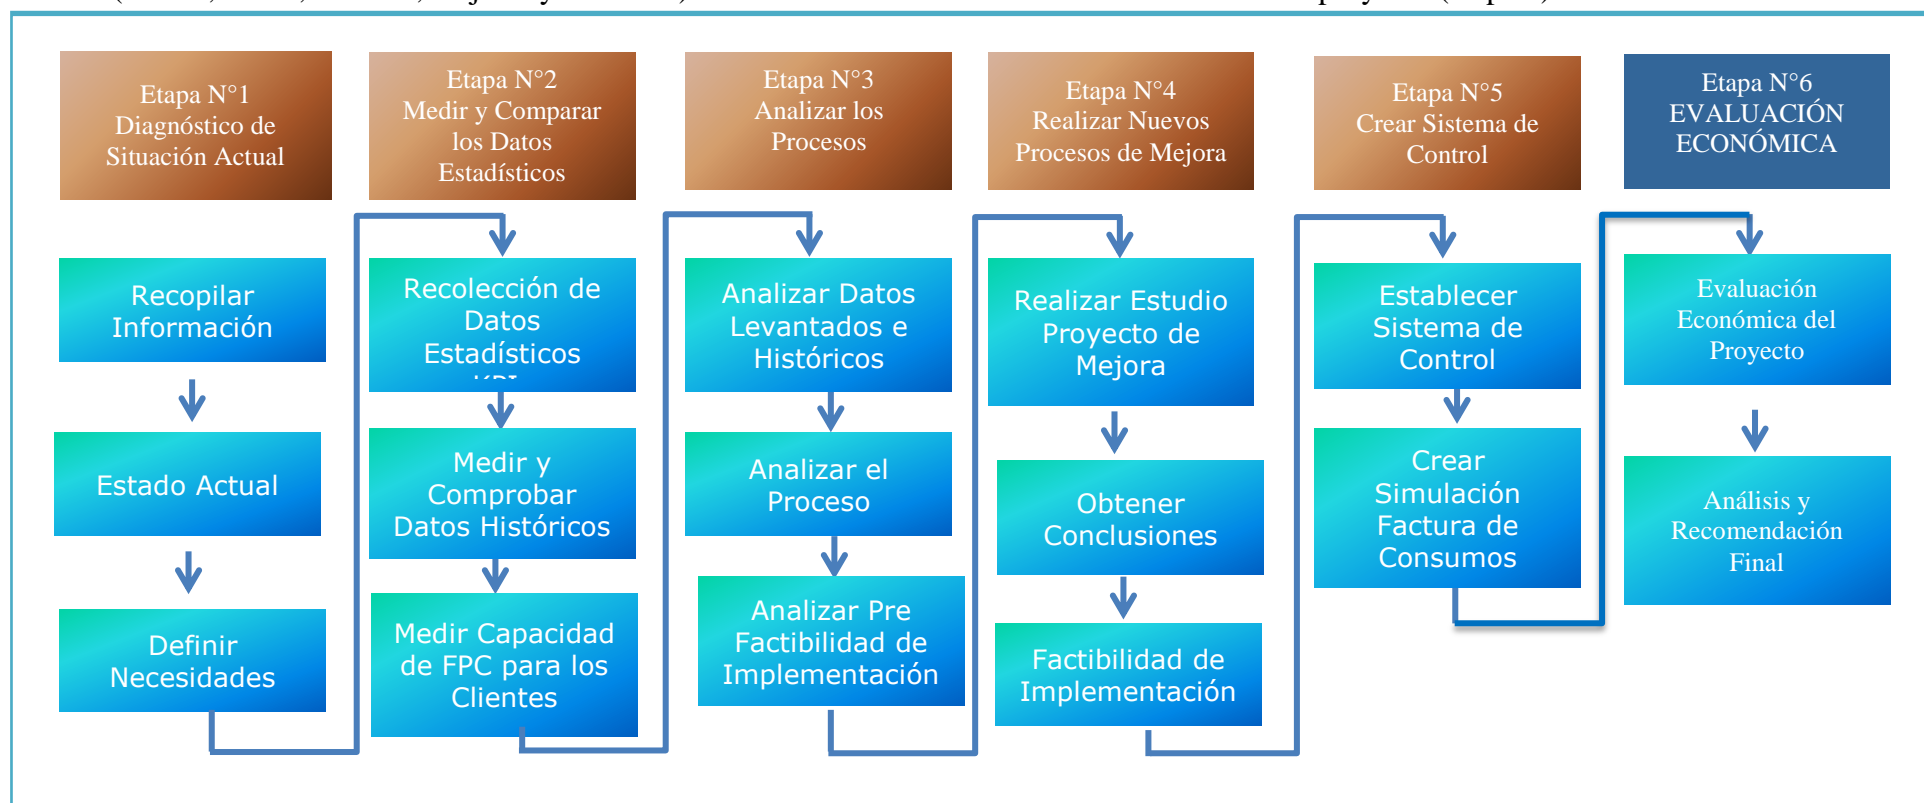 Etapa N°1
Diagnóstico de
Situación Actual
Etapa N°2
Medir y Comparar
los Datos
Estadísticos
Etapa N°3
Analizar los
Procesos
Etapa N°4
Realizar Nuevos
Procesos de Mejora
Etapa N°5
Crear Sistema de
Control
Etapa N°6
EVALUACIÓN
ECONÓMICA
Recopilar
Información
Estado Actual
Definir
Necesidades
Recolección de
Datos
Estadísticos
Medir y
Comprobar
Datos Históricos
Medir Capacidad
de FPC para los
Clientes
Analizar Datos
Levantados e
Históricos
Analizar el
Proceso
Analizar Pre
Factibilidad de
Implementación
Realizar Estudio
Proyecto de
Mejora
Obtener
Conclusiones
Factibilidad de
Implementación
Establecer
Sistema de
Control
Crear
Simulación
Factura de
Consumos
Evaluación
Económica del
Proyecto
Análisis y
Recomendación
Final